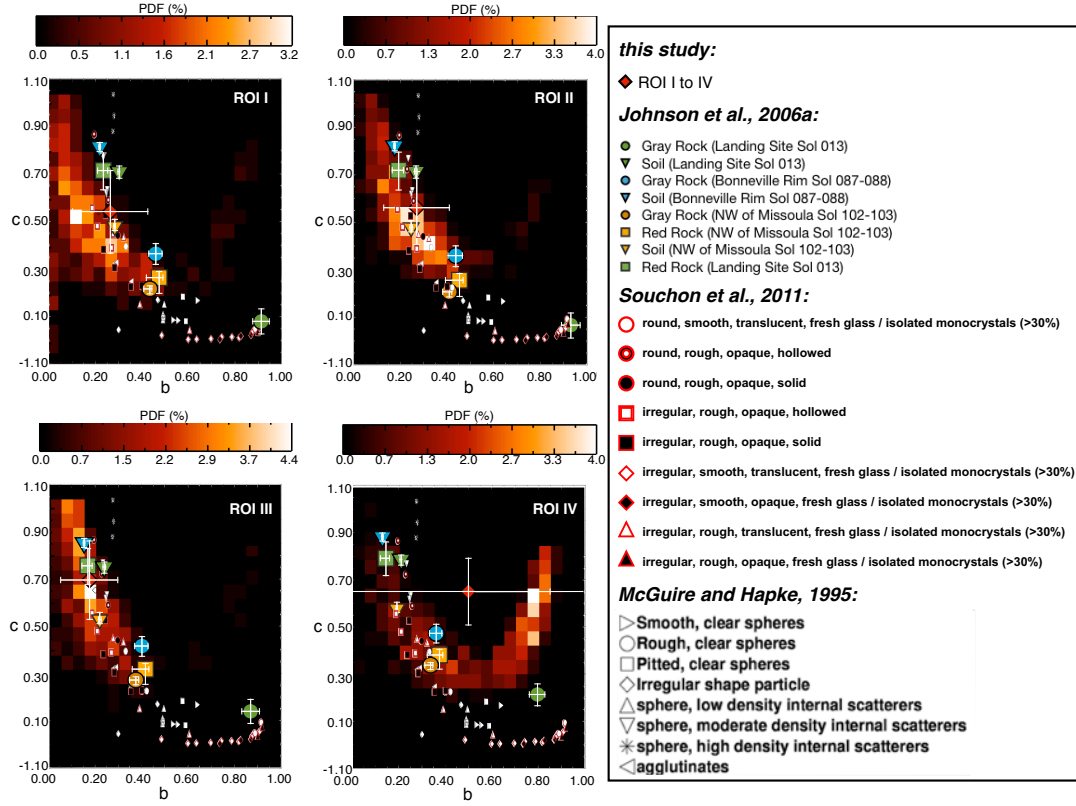 PDF (%)
0.0 0.5 1.1 1.6 2.1 2.7 3.2
PDF (%)
0.0 0.7 1.3 2.0 2.7 3.3 4.0
1.10
0.90
0.70
c 0.50
0.30
0.10
-1.10
ROI I
0.00 0.20 0.40 0.60 0.80 1.00
b
1.10
0.90
0.70
c 0.50
0.30
0.10
-1.10
ROI II
0.00 0.20 0.40 0.60 0.80 1.00
b
PDF (%)
0.0 0.7 1.5 2.2 2.9 3.7 4.4
PDF (%)
0.0 0.7 1.3 2.0 2.7 3.3 4.0
1.10
0.90
0.70
c 0.50
0.30
0.10
-1.10
ROI III
0.00 0.20 0.40 0.60 0.80 1.00
b
1.10
0.90
0.70
c 0.50
0.30
0.10
-1.10
ROI IV
0.00 0.20 0.40 0.60 0.80 1.00
b
this study:
ROI I to IV
Johnson et al., 2006a:
Gray Rock (Landing Site Sol 013)
Soil (Landing Site Sol 013)
Gray Rock (Bonneville Rim Sol 087-088)
Soil (Bonneville Rim Sol 087-088)
Gray Rock (NW of Missoula Sol 102-103)
Red Rock (NW of Missoula Sol 102-103)
Soil (NW of Missoula Sol 102-103)
Red Rock (Landing Site Sol 013)
Souchon et al., 2011:
round, smooth, translucent, fresh glass / isolated monocrystals (>30%)
round, rough, opaque, hollowed
round, rough, opaque, solid
irregular, rough, opaque, hollowed
irregular, rough, opaque, solid
irregular, smooth, translucent, fresh glass / isolated monocrystals (>30%)
irregular, smooth, opaque, fresh glass / isolated monocrystals (>30%)
irregular, rough, translucent, fresh glass / isolated monocrystals (>30%)
irregular, rough, opaque, fresh glass / isolated monocrystals (>30%)
McGuire and Hapke, 1995:
Smooth, clear spheres
Rough, clear spheres
Pitted, clear spheres
Irregular shape particle
sphere, low density internal scatterers
sphere, moderate density internal scatterers
sphere, high density internal scatterers
agglutinates